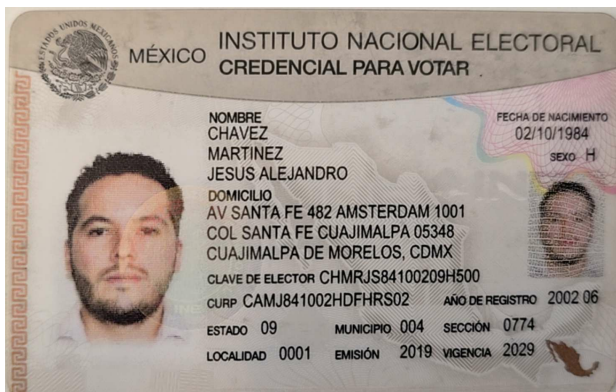 ESTADOS UNIDOS MEXICANOS
MÉXICO INSTITUTO NACIONAL ELECTORAL
CREDENCIAL PARA VOTAR
NOMBRE
CHAVEZ
MARTINEZ
JESUS ALEJANDRO
FECHA DE NACIMIENTO
02/10/1984
SEXO H
DOMICILIO
AV SANTA FE 482 AMSTERDAM 1001
COL SANTA FE CUAJIMALPA 05348
CUAJIMALPA DE MORELOS, CDMX
CLAVE DE ELECTOR CHMRJS84100209H500
CURP CAMJ841002HDFHRS02 AÑO DE REGISTRO 2002 06
ESTADO 09 MUNICIPIO 004 SECCIÓN 0774
LOCALIDAD 0001 EMISIÓN 2019 VIGENCIA 2029